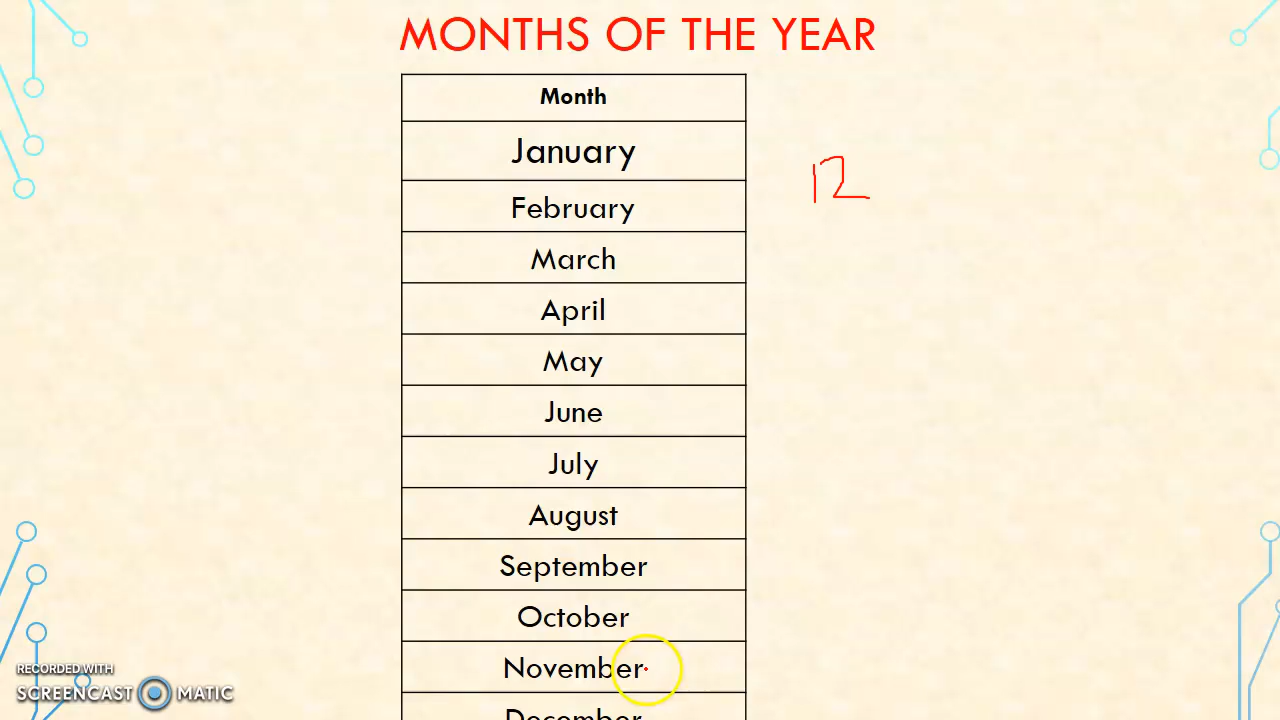 MONTHS OF THE YEAR
Month
January
12
February
March
April
May
June
July
August
September
October
November
December
RECORDED WITH
SCREENCAST MATIC